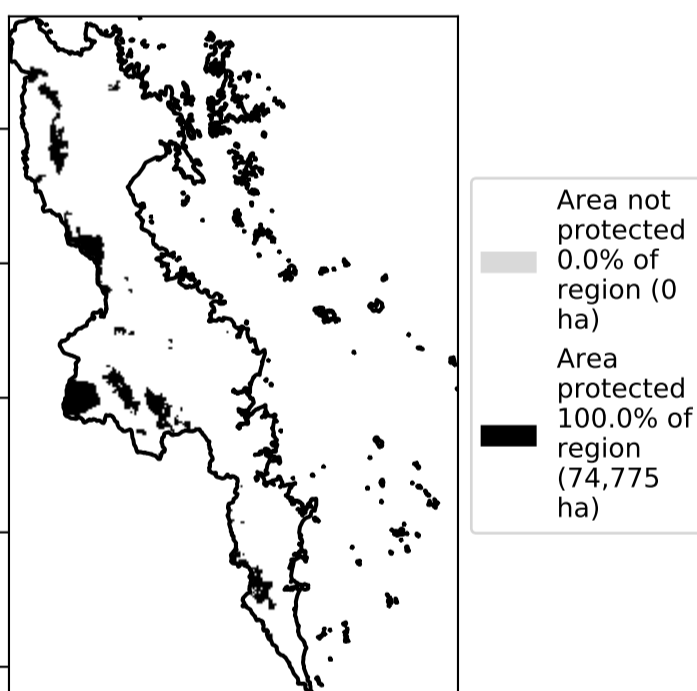 Area not
protected
0.0% of
region (0
ha)
Area
protected
100.0% of
region
(74,775
ha)